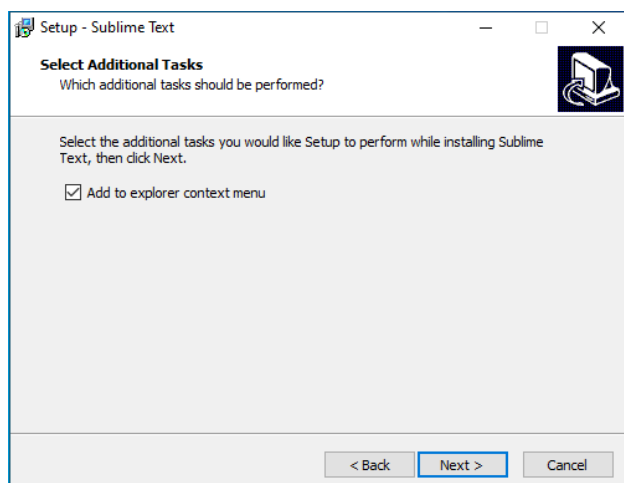 Setup - Sublime Text
Select Additional Tasks
Which additional tasks should be performed?
Select the additional tasks you would like Setup to perform while installing Sublime
Text, then click Next.
Add to explorer context menu
< Back
Next >
Cancel